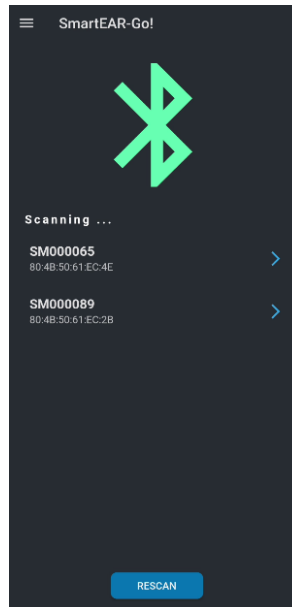 SmartEAR-Go!
Scanning ...
SM000065
80:4B:50:61:EC:4E
SM000089
80:4B:50:61:EC:2B
RESCAN